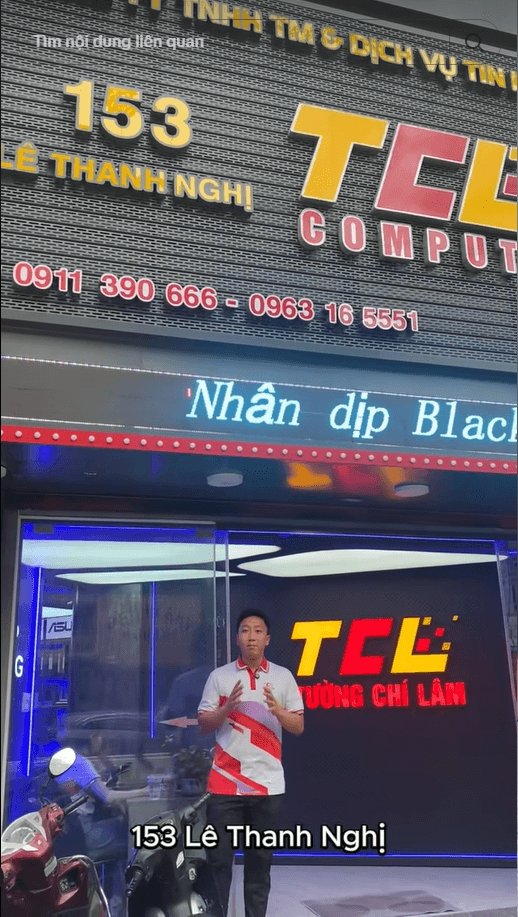 TNHH TM & DỊCH VỤ TIN
Tìm nội dung liên quan
153
LÊ THANH NGHỊ
TCL
COMPUT
0911 390 666 - 0963 16 5551
Nhân dịp Black
ASU
G
TCL
TƯỜNG CHÍ LÂM
153 Lê Thanh Nghị